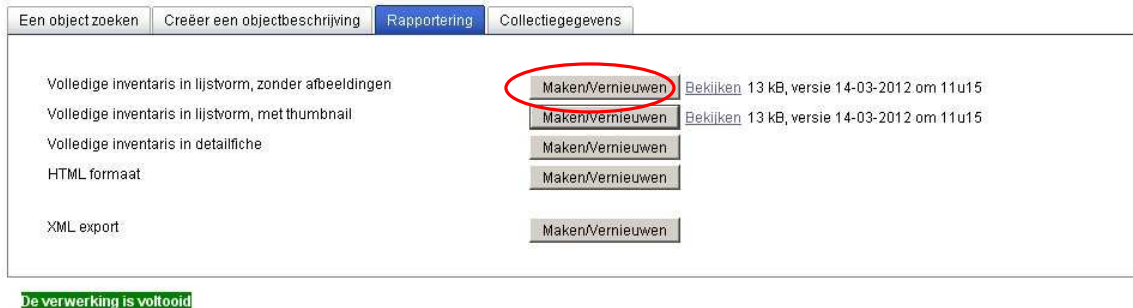 Een object zoeken Creëer een objectbeschrijving Rapportering Collectiegegevens
Volledige inventaris in lijstvorm, zonder afbeeldingen Maken/Vernieuwen Bekijken 13 kB, versie 14-03-2012 om 11u15
Volledige inventaris in lijstvorm, met thumbnail Maken/Vernieuwen Bekijken 13 kB, versie 14-03-2012 om 11u15
Volledige inventaris in detailfiche Maken/Vernieuwen
HTML formaat Maken/Vernieuwen
XML export Maken/Vernieuwen
De verwerking is voltooid